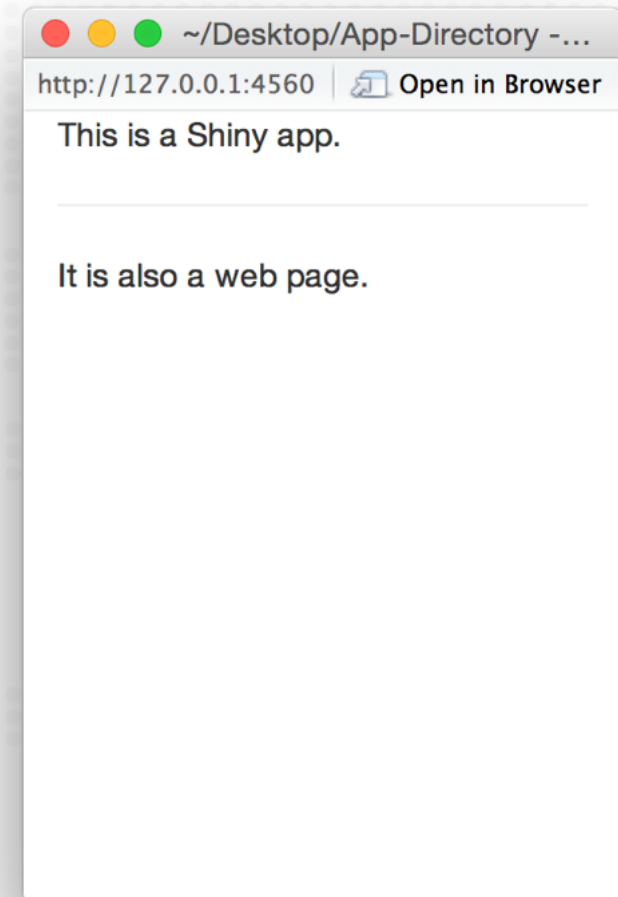 ~/Desktop/App-Directory -...
http://127.0.0.1:4560 Open in Browser
This is a Shiny app.
It is also a web page.